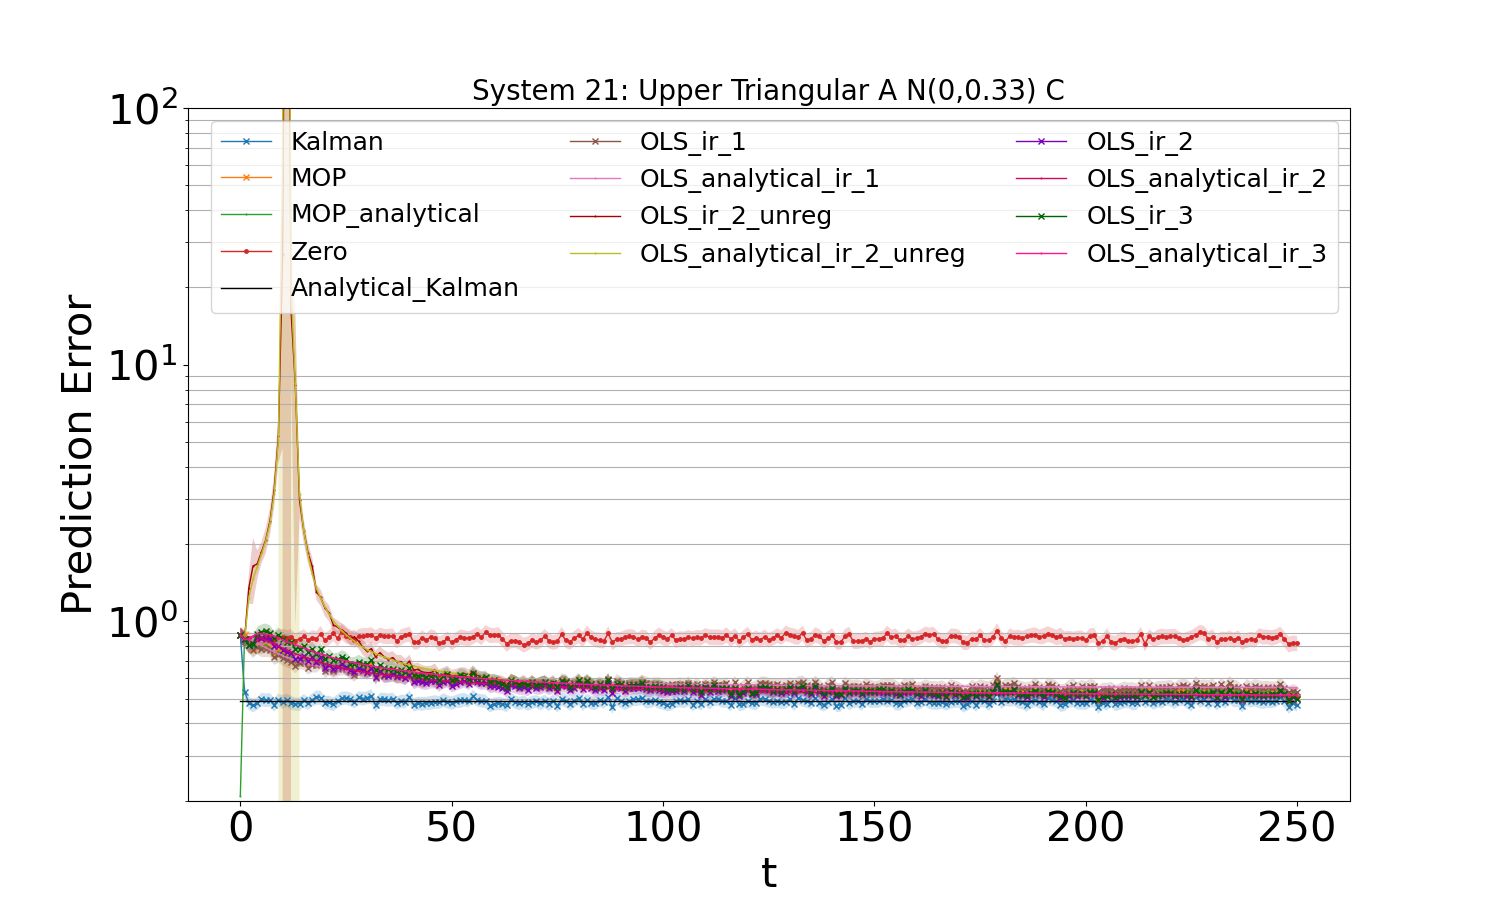 System 21: Upper Triangular A N(0,0.33) C
Prediction Error
10²
10¹
10⁰
Kalman
MOP
MOP_analytical
Zero
Analytical_Kalman
OLS_ir_1
OLS_analytical_ir_1
OLS_ir_2_unreg
OLS_analytical_ir_2_unreg
OLS_ir_2
OLS_analytical_ir_2
OLS_ir_3
OLS_analytical_ir_3
0 50 100 150 200 250
t